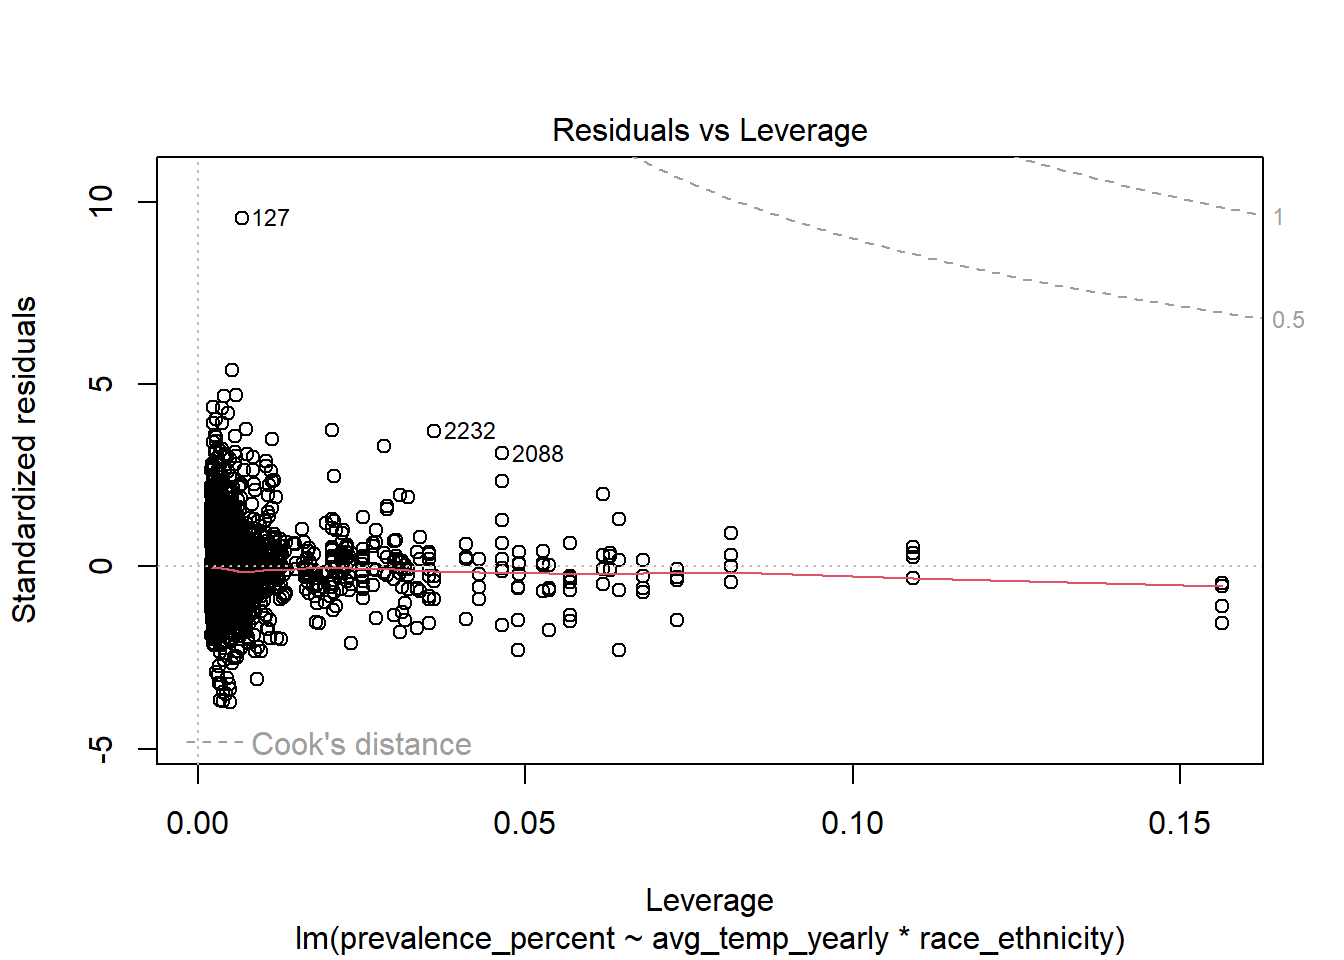 Residuals vs Leverage
Standardized residuals
10
5
0
-5
127
2232
2088
1
0.5
Cook's distance
0.00
0.05
0.10
0.15
Leverage
lm(prevalence_percent ~ avg_temp_yearly * race_ethnicity)